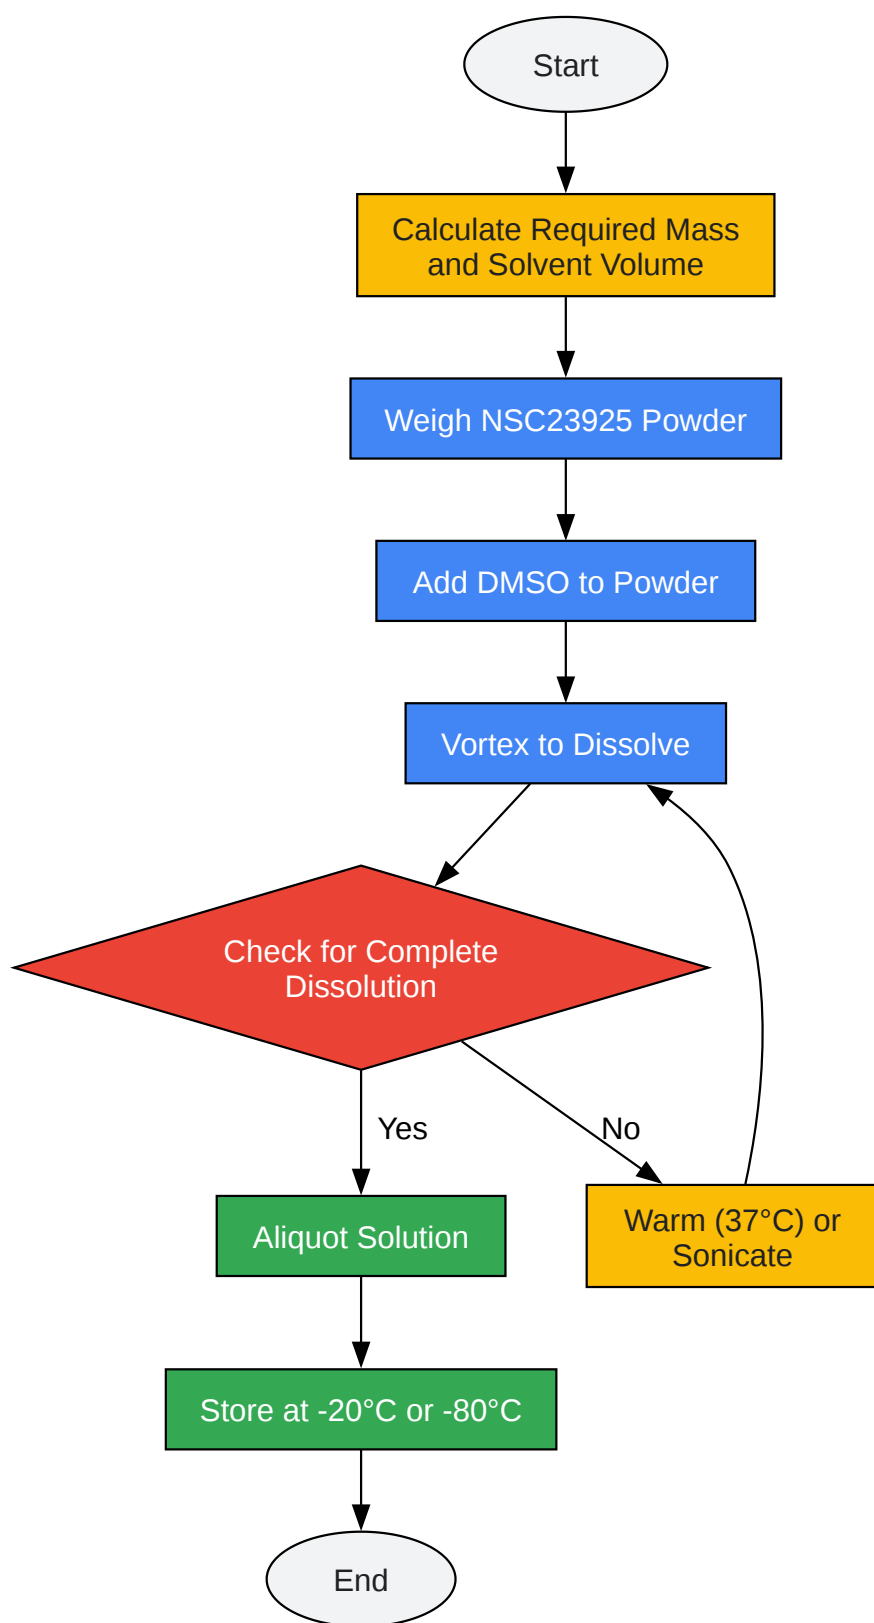 Start
Calculate Required Mass
and Solvent Volume
Weigh NSC23925 Powder
Add DMSO to Powder
Vortex to Dissolve
Check for Complete
Dissolution
Yes
No
Aliquot Solution
Warm (37°C) or
Sonicate
Store at -20°C or -80°C
End